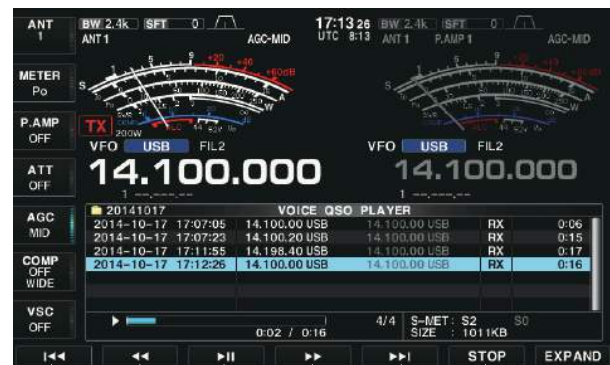 ANT
1
METER
Po
P.AMP
OFF
ATT
OFF
AGC
MID
COMP
OFF
WIDE
VSC
OFF
BW 2.4k SFT 0
ANT 1 AGC-MID
17:13 26
UTC 8:13
BW 2.4k SFT 0
ANT 1 P.AMP 1 AGC-MID
TX 200W
VFO USB FIL2
14.100.000
1 --.---.--
VFO USB FIL2
14.100.000
1 --.---.--
20141017 VOICE QSO PLAYER
2014-10-17 17:07:05 14.100.00 USB 14.100.00 USB RX 0:06
2014-10-17 17:07:23 14.100.20 USB 14.100.00 USB RX 0:15
2014-10-17 17:11:55 14.198.40 USB 14.100.00 USB RX 0:17
2014-10-17 17:12:26 14.100.00 USB 14.100.00 USB RX 0:16
0:02 / 0:16
4/4
S-MET: S2 S0
SIZE : 1011KB
STOP EXPAND